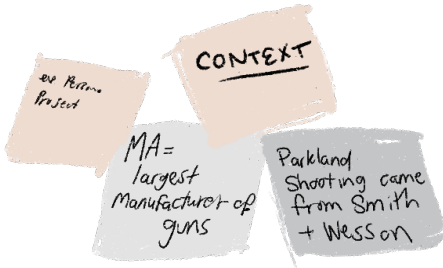 CONTEXT
Project
MA=
largest
Manufacturer of
guns
Parkland
Shooting came
from Smith
+ Wesson